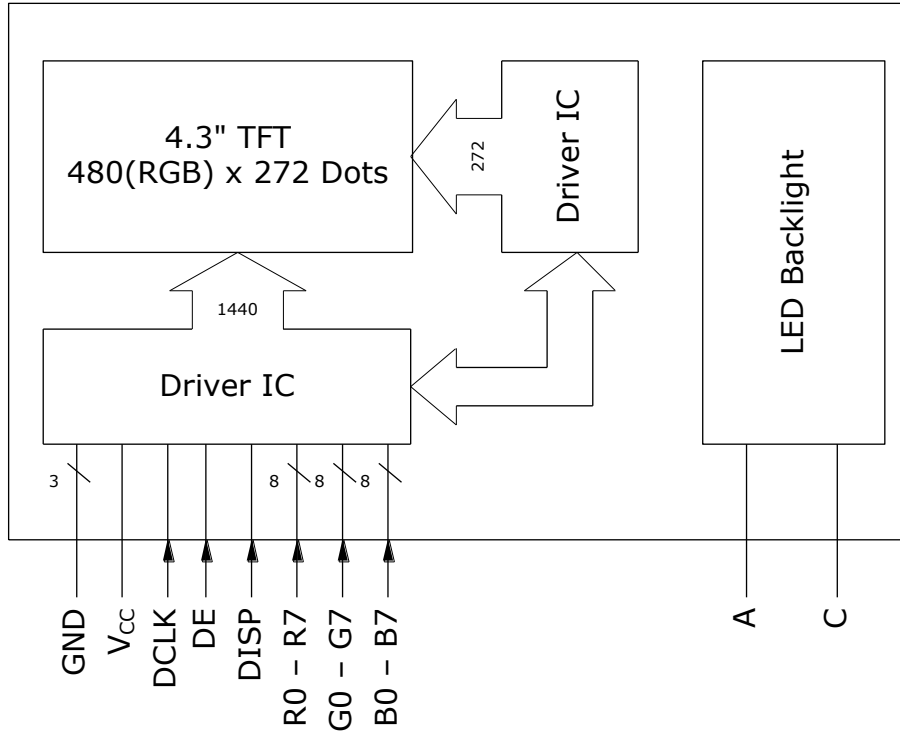 4.3" TFT
480(RGB) x 272 Dots
272
Driver IC
LED Backlight
1440
Driver IC
3
8
8
8
GND
VCC
DCLK
DE
DISP
R0 – R7
G0 – G7
B0 – B7
A
C